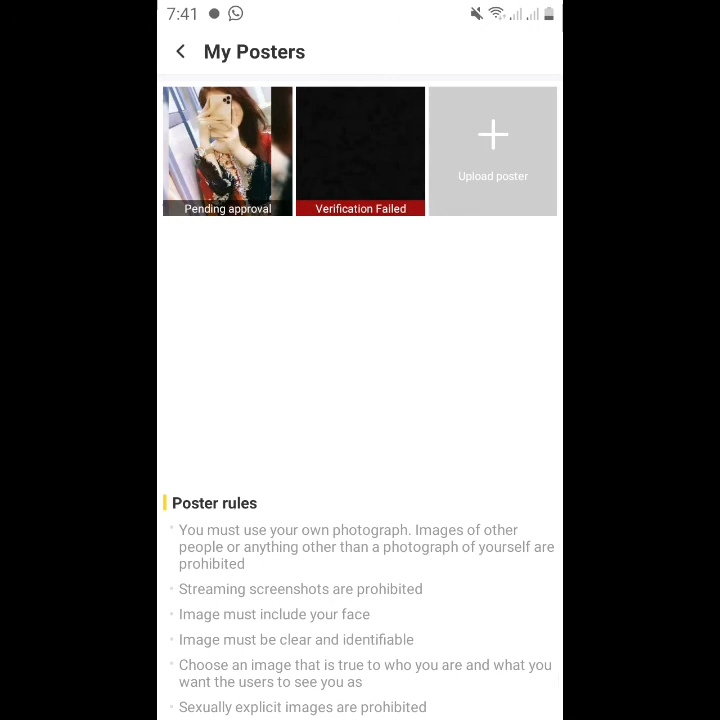 7:41
My Posters
Pending approval
Verification Failed
Upload poster
Poster rules
You must use your own photograph. Images of other
people or anything other than a photograph of yourself are
prohibited
Streaming screenshots are prohibited
Image must include your face
Image must be clear and identifiable
Choose an image that is true to who you are and what you
want the users to see you as
Sexually explicit images are prohibited